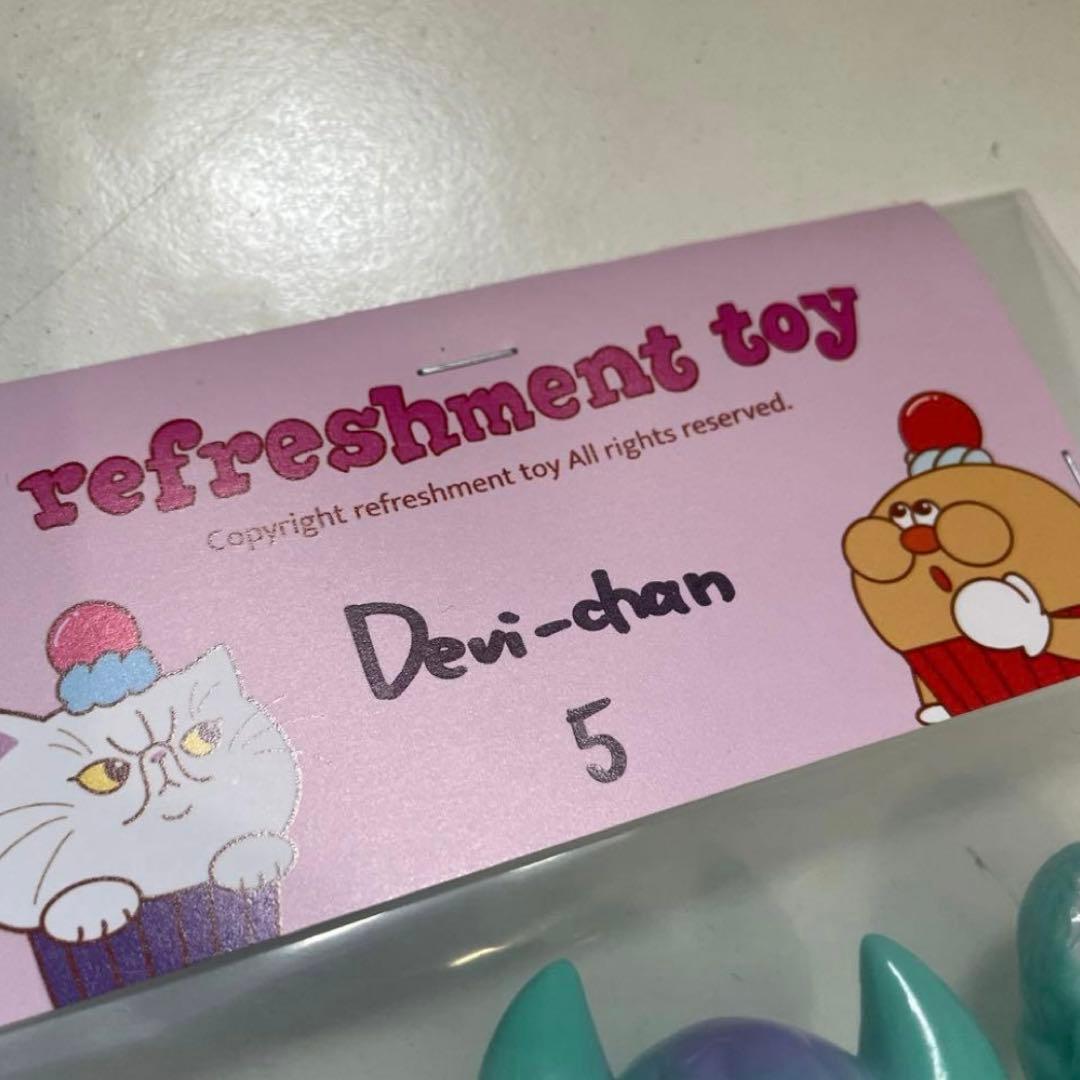 refreshment toy
Copyright refreshment toy All rights reserved.
Devi-chan
5